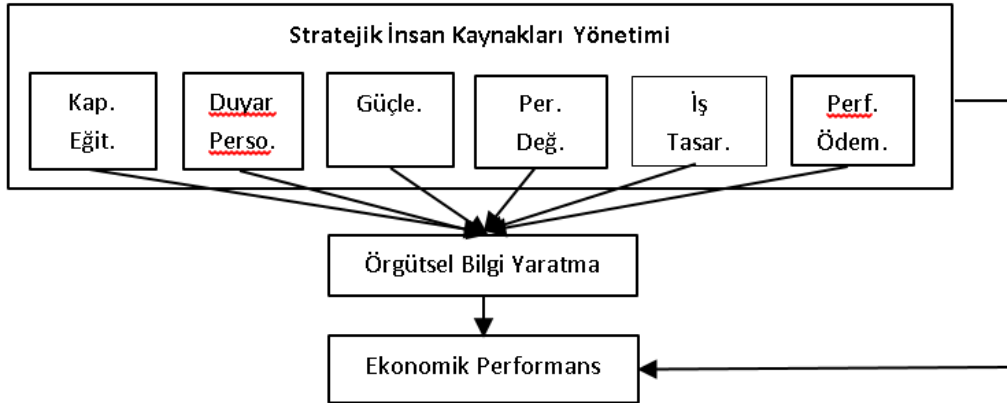 Stratejik İnsan Kaynakları Yönetimi
Kap.
Eğit.
Duyar
Perso.
Güçle.
Per.
Değ.
İş
Tasar.
Perf.
Ödem.
Örgütsel Bilgi Yaratma
Ekonomik Performans